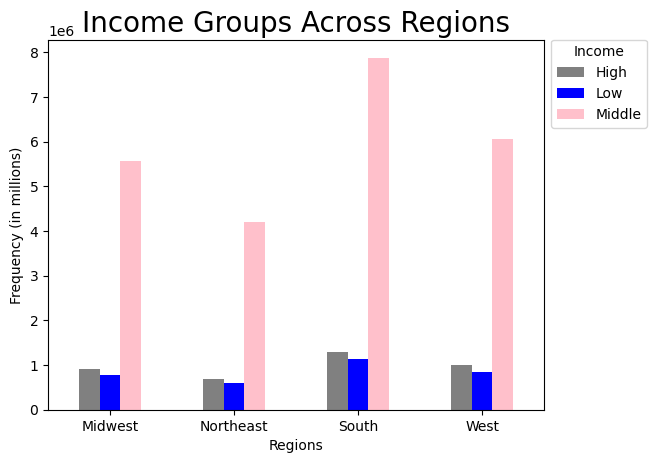 Income Groups Across Regions
1e6
8
7
6
5
4
3
2
1
0
Frequency (in millions)
Midwest
Northeast
South
West
Regions
Income
High
Low
Middle